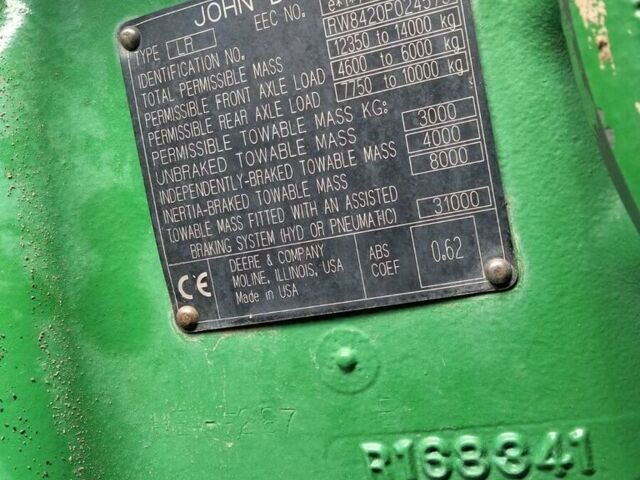 JOHN D
EEC NO. e*1*
TYPE LR
IDENTIFICATION NO. RW8420P0245
TOTAL PERMISSIBLE MASS 12350 to 14000 kg
PERMISSIBLE FRONT AXLE LOAD 4600 to 6000 kg
PERMISSIBLE REAR AXLE LOAD 7750 to 10000 kg
PERMISSIBLE TOWABLE MASS KG:
UNBRAKED TOWABLE MASS 3000
INDEPENDENTLY-BRAKED TOWABLE MASS 4000
INERTIA-BRAKED TOWABLE MASS 8000
TOWABLE MASS FITTED WITH AN ASSISTED
BRAKING SYSTEM (HYD OR PNEUMATIC) 31000
CE
DEERE & COMPANY
MOLINE, ILLINOIS, USA
Made in USA
ABS
COEF
0.62
R168341